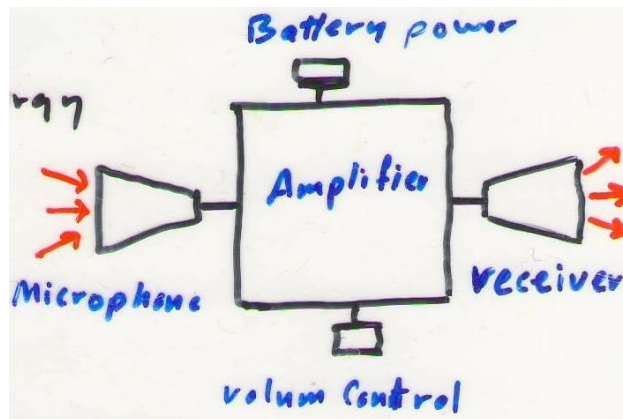 Battery power
Amplifier
Microphone
receiver
volum Control